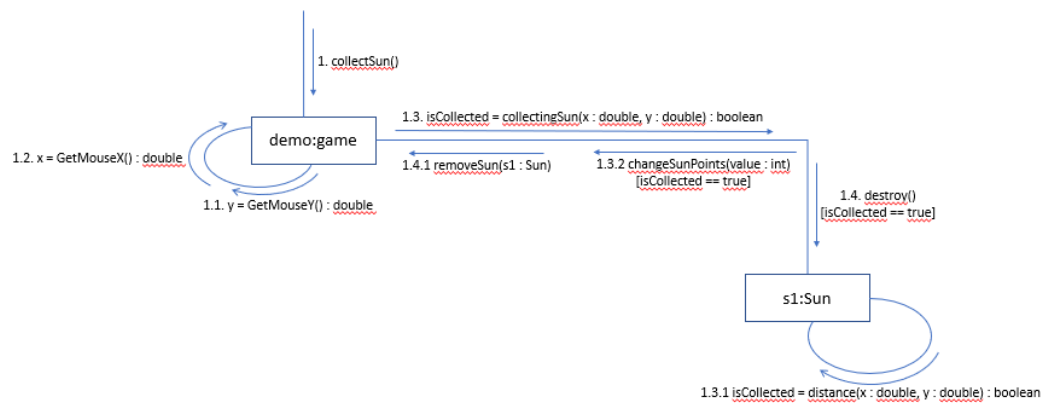 1. collectSun()
1.3. isCollected = collectingSun(x : double, y : double) : boolean
demo:game
1.2. x = GetMouseX() : double
1.4.1 removeSun(s1 : Sun)
1.3.2 changeSunPoints(value : int)
[isCollected == true]
1.1. y = GetMouseY() : double
1.4. destroy()
[isCollected == true]
s1:Sun
1.3.1 isCollected = distance(x : double, y : double) : boolean